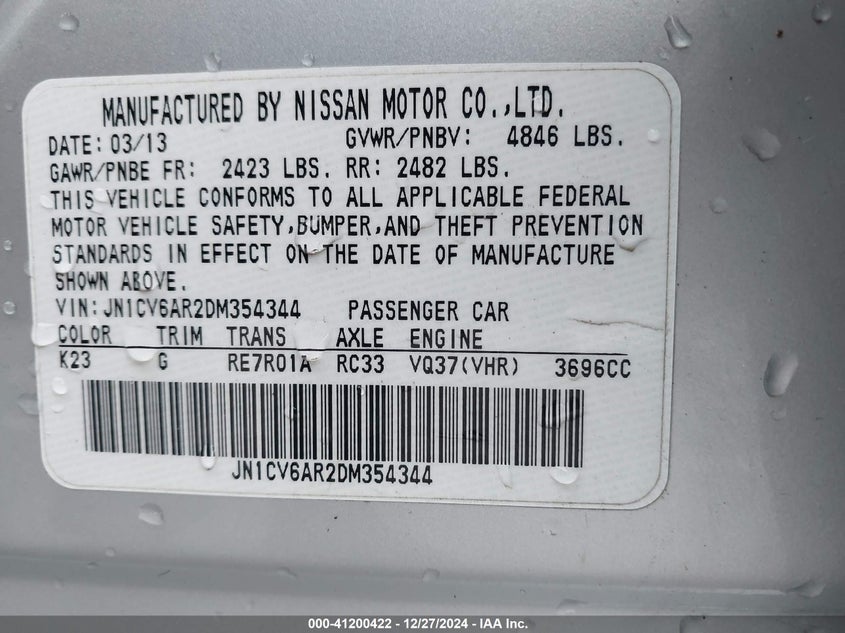 MANUFACTURED BY NISSAN MOTOR CO.,LTD.
DATE: 03/13 GVWR/PNBV: 4846 LBS.
GAWR/PNBE FR: 2423 LBS. RR: 2482 LBS.
THIS VEHICLE CONFORMS TO ALL APPLICABLE FEDERAL
MOTOR VEHICLE SAFETY,BUMPER,AND THEFT PREVENTION
STANDARDS IN EFFECT ON THE DATE OF MANUFACTURE
SHOWN ABOVE.
VIN:JN1CV6AR2DM354344 PASSENGER CAR
COLOR TRIM TRANS AXLE ENGINE
K23 G RE7R01A RC33 VQ37(VHR) 3696CC
JN1CV6AR2DM354344
000-41200422 - 12/27/2024 - IAA Inc.